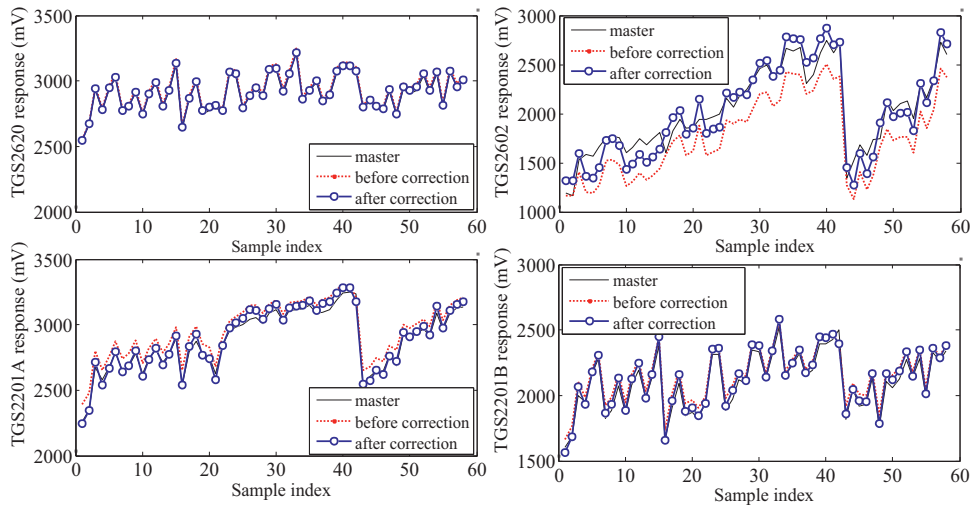 TGS2620 response (mV)
3500
3000
2500
2000
0
10
20
30
40
50
60
Sample index
master
before correction
after correction
TGS2602 response (mV)
3000
2500
2000
1500
1000
0
10
20
30
40
50
60
Sample index
master
before correction
after correction
TGS2201A response (mV)
3500
3000
2500
2000
0
10
20
30
40
50
60
Sample index
master
before correction
after correction
TGS2201B response (mV)
3000
2500
2000
1500
0
10
20
30
40
50
60
Sample index
master
before correction
after correction